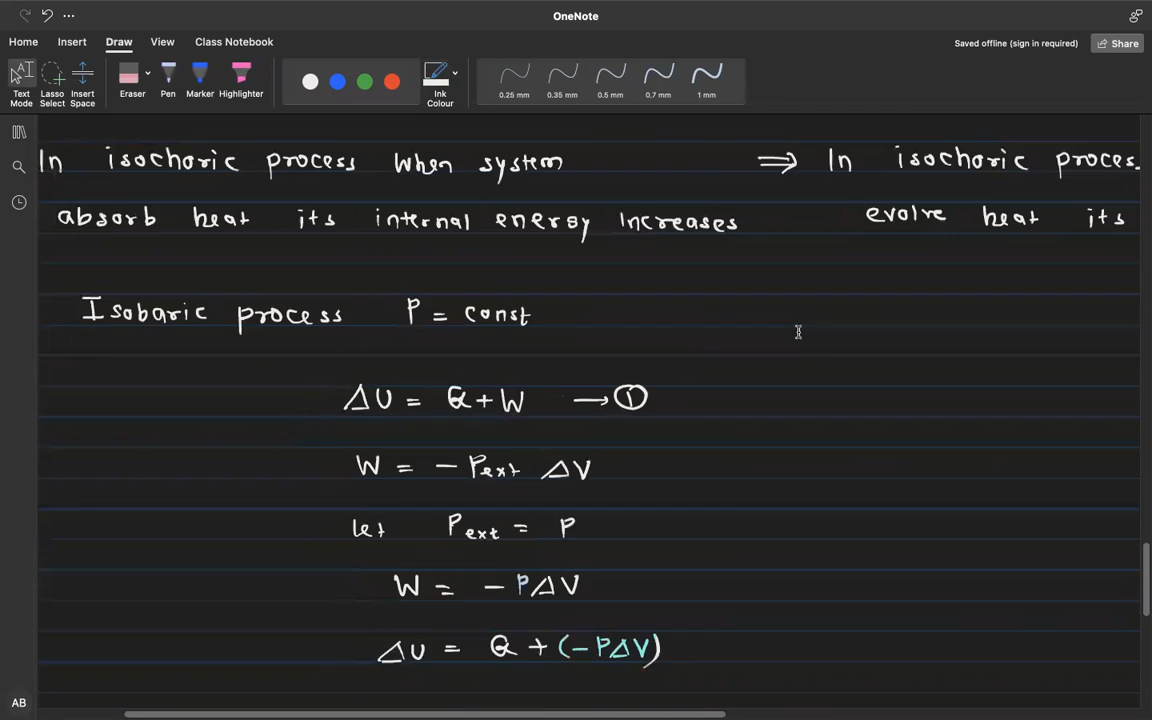 OneNote
Home Insert Draw View Class Notebook
Saved offline (sign in required) Share
Text Mode
Lasso Select
Insert Space
Eraser
Pen
Marker
Highlighter
Ink Colour
0.25 mm 0.35 mm 0.5 mm 0.7 mm 1 mm
In isochoric process When system ⟹ In isochoric proces
absorb heat its internal energy Increases evolve heat its
Isobaric process P = const
ΔU = Q + W ⟶ ①
W = − Pext ΔV
let Pext = P
W = − PΔV
ΔU = Q + (− PΔV)
AB